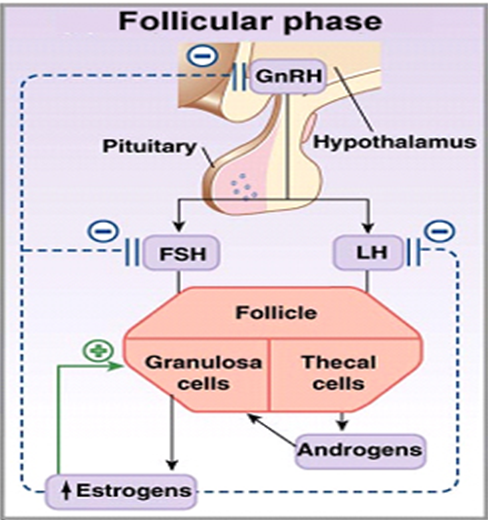 Follicular phase
GnRH
Pituitary
Hypothalamus
FSH
LH
Follicle
Granulosa
cells
Thecal
cells
Androgens
Estrogens